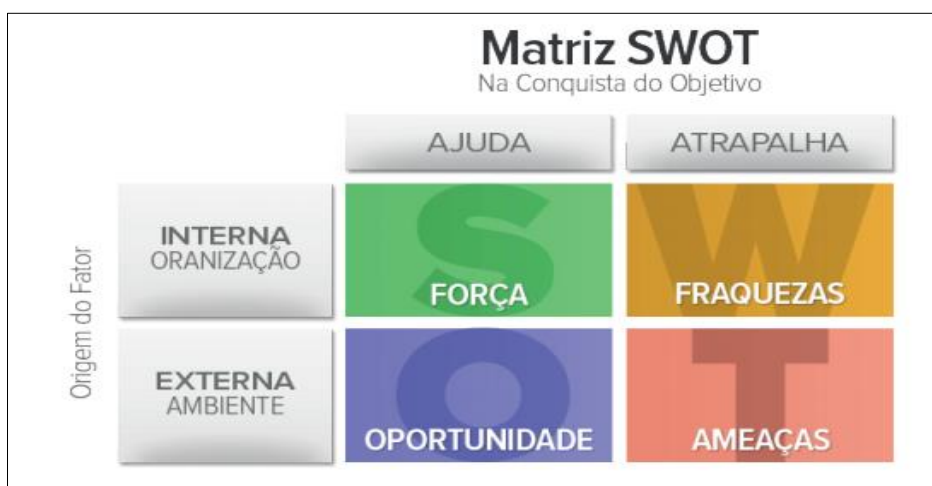 Matriz SWOT
Na Conquista do Objetivo
AJUDA
ATRAPALHA
Origem do Fator
INTERNA
ORANIZAÇÃO
S
FORÇA
W
FRAQUEZAS
EXTERNA
AMBIENTE
O
OPORTUNIDADE
T
AMEAÇAS